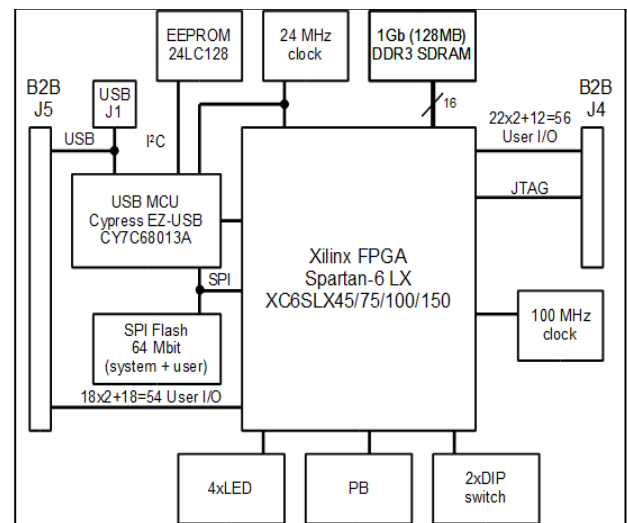 EEPROM
24LC128
24 MHz
clock
1Gb (128MB)
DDR3 SDRAM
B2B
J5
USB
J1
B2B
J4
16
22x2+12=56
User I/O
USB
I²C
JTAG
USB MCU
Cypress EZ-USB
CY7C68013A
Xilinx FPGA
Spartan-6 LX
XC6SLX45/75/100/150
SPI
100 MHz
clock
SPI Flash
64 Mbit
(system + user)
18x2+18=54 User I/O
4xLED
PB
2xDIP
switch